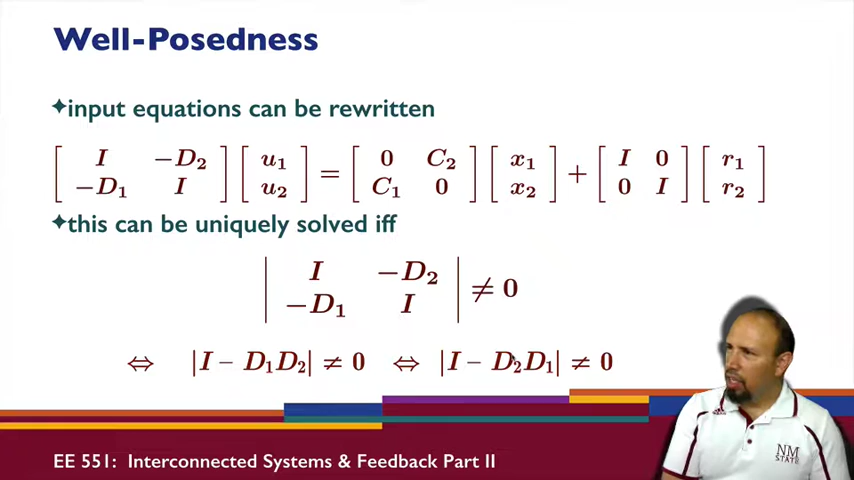 Well-Posedness
✦input equations can be rewritten
[ I −D₂ ; −D₁ I ] [ u₁ ; u₂ ] = [ 0 C₂ ; C₁ 0 ] [ x₁ ; x₂ ] + [ I 0 ; 0 I ] [ r₁ ; r₂ ]
✦this can be uniquely solved iff
| I −D₂ ; −D₁ I | ≠ 0
⇔ |I − D₁D₂| ≠ 0 ⇔ |I − D₂D₁| ≠ 0
NM
STATE
EE 551: Interconnected Systems & Feedback Part II